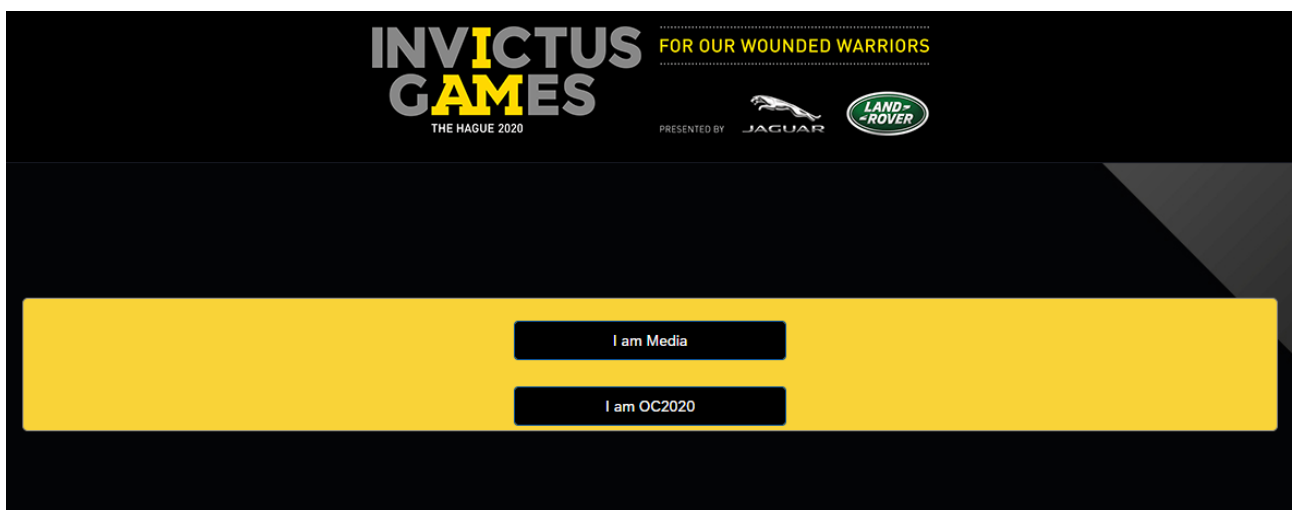 INVICTUS
GAMES
THE HAGUE 2020
FOR OUR WOUNDED WARRIORS
PRESENTED BY JAGUAR LAND-ROVER
I am Media
I am OC2020